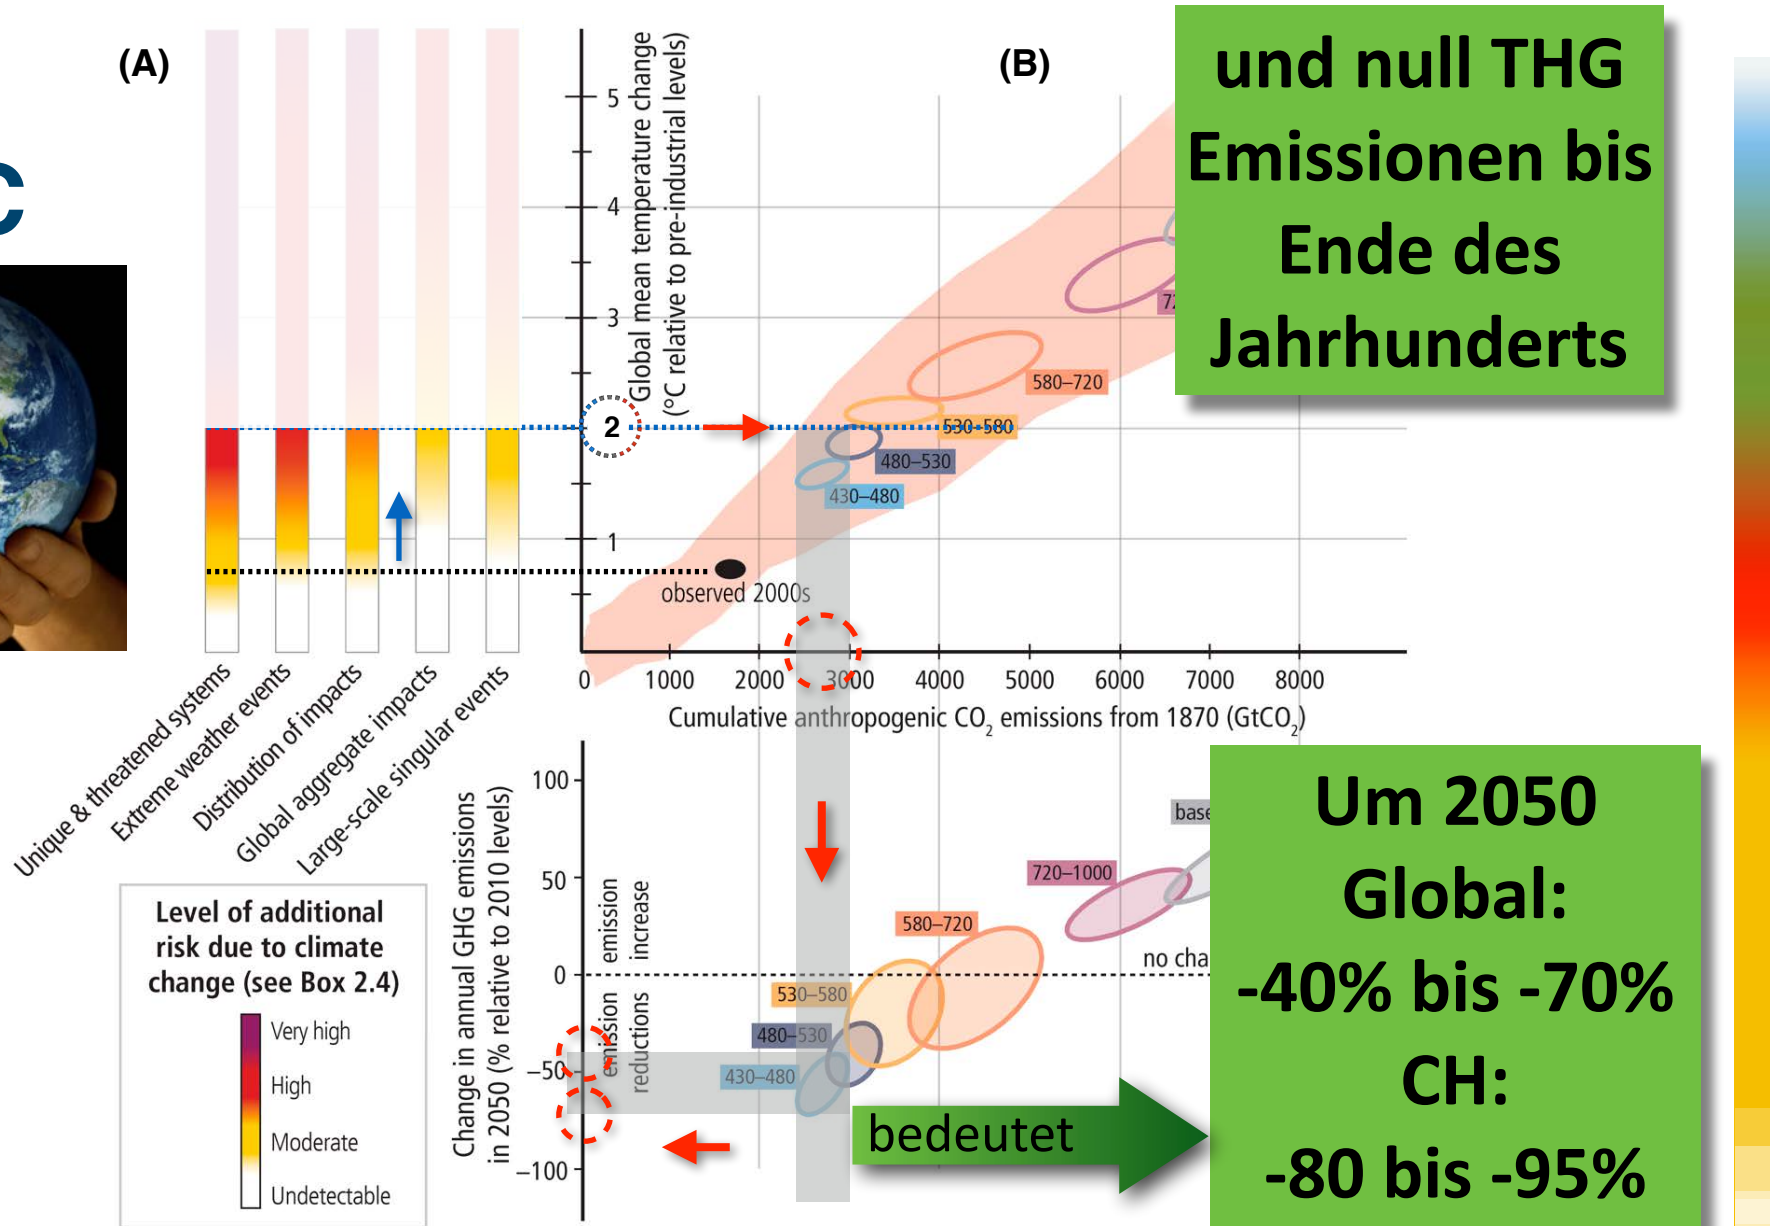 C
(A)
(B)
5
4
3
2
1
Global mean temperature change
(°C relative to pre-industrial levels)
und null THG
Emissionen bis
Ende des
Jahrhunderts
72
580–720
530–580
480–530
430–480
observed 2000s
0 1000 2000 3000 4000 5000 6000 7000 8000
Cumulative anthropogenic CO₂ emissions from 1870 (GtCO₂)
Unique & threatened systems
Extreme weather events
Distribution of impacts
Global aggregate impacts
Large-scale singular events
Level of additional
risk due to climate
change (see Box 2.4)
Very high
High
Moderate
Undetectable
Change in annual GHG emissions
in 2050 (% relative to 2010 levels)
100
50
0
–50
–100
emission
increase
emission
reductions
base
720–1000
580–720
no cha
530–580
480–530
430–480
bedeutet
Um 2050
Global:
-40% bis -70%
CH:
-80 bis -95%